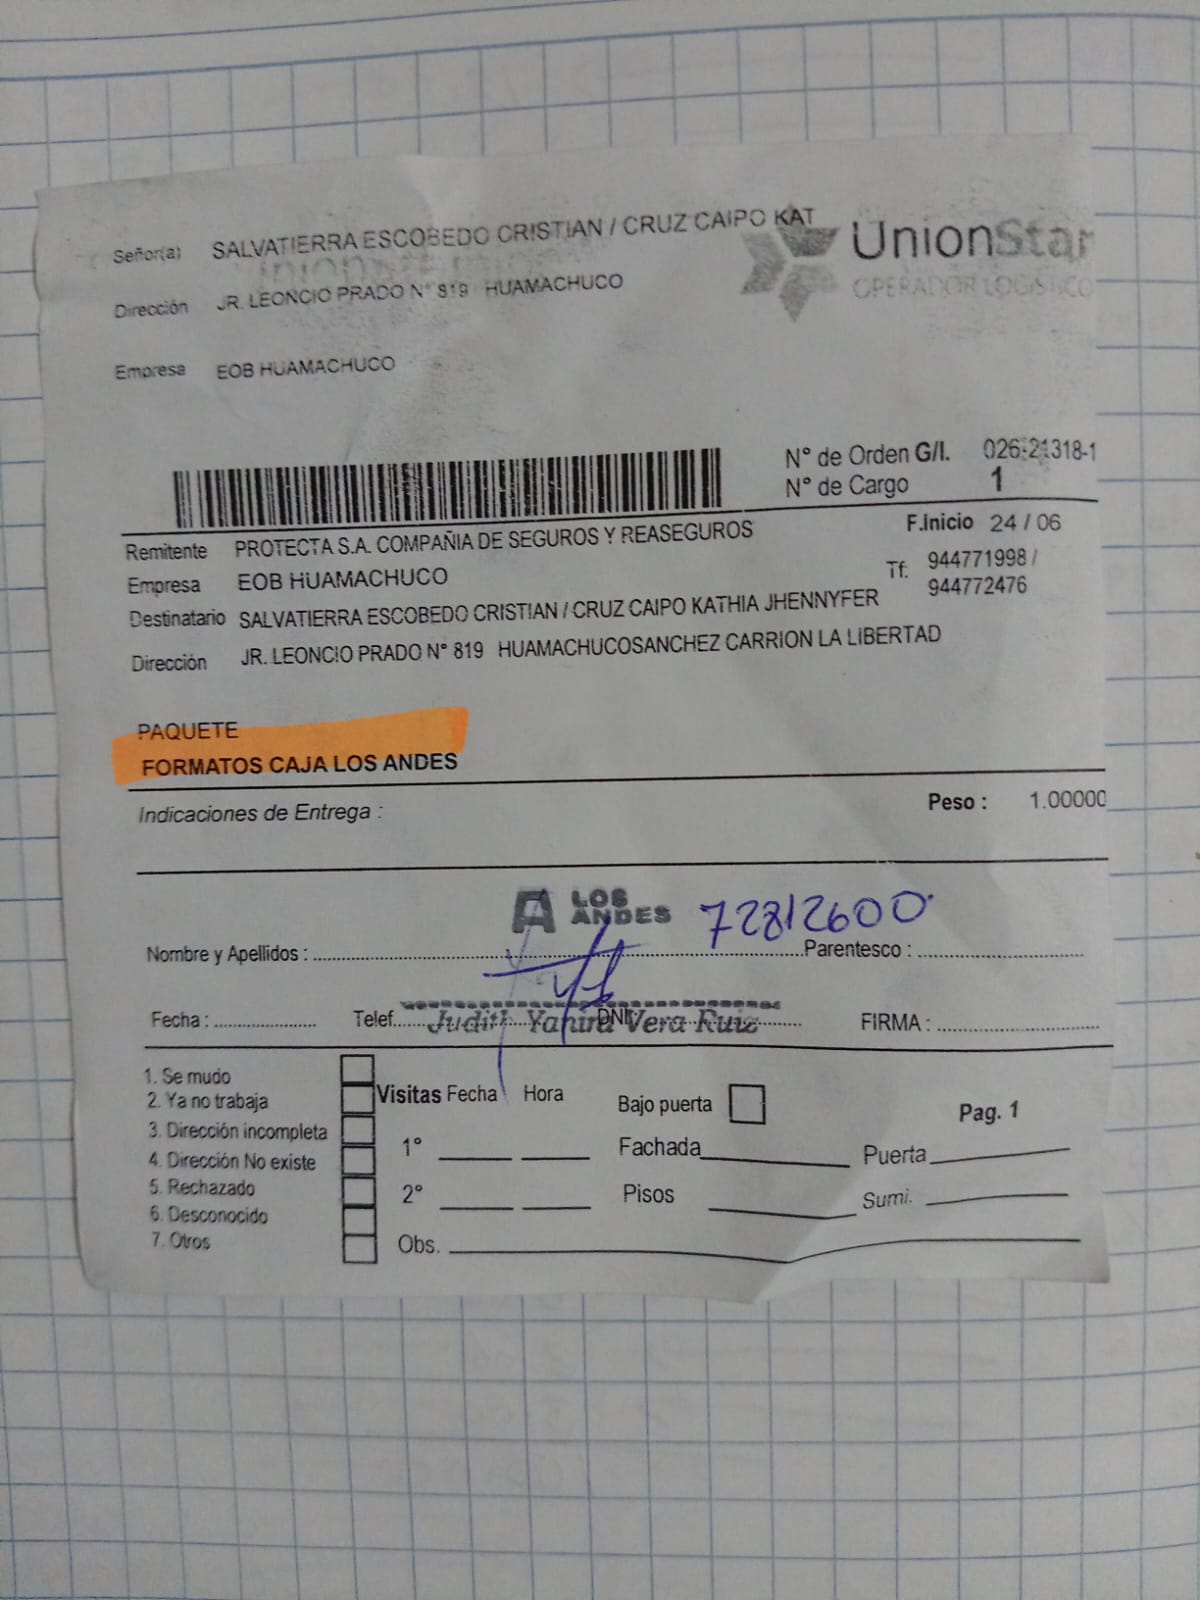 Señor(a) SALVATIERRA ESCOBEDO CRISTIAN / CRUZ CAIPO KAT
UnionStar
OPERADOR LOGISTICO
Dirección JR. LEONCIO PRADO N° 819 HUAMACHUCO
Empresa EOB HUAMACHUCO
N° de Orden G/I. 026-21318-1
N° de Cargo 1
F.Inicio 24 / 06
Remitente PROTECTA S.A. COMPAÑIA DE SEGUROS Y REASEGUROS
Empresa EOB HUAMACHUCO
Tf: 944771998 /
944772476
Destinatario SALVATIERRA ESCOBEDO CRISTIAN / CRUZ CAIPO KATHIA JHENNYFER
Dirección JR. LEONCIO PRADO N° 819 HUAMACHUCOSANCHEZ CARRION LA LIBERTAD
PAQUETE
FORMATOS CAJA LOS ANDES
Indicaciones de Entrega : Peso : 1.00000
LOS
ANDES
72812600
Nombre y Apellidos : Parentesco :
Fecha : Telef. DNI FIRMA :
Judith Yanira Vera Ruiz
1. Se mudo
2. Ya no trabaja
3. Dirección incompleta
4. Dirección No existe
5. Rechazado
6. Desconocido
7. Otros
Visitas Fecha Hora
1°
2°
Obs.
Bajo puerta
Fachada
Pisos
Pag. 1
Puerta
Sumi.